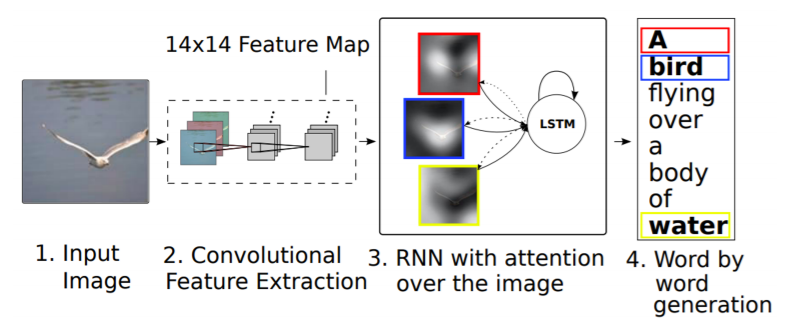 14x14 Feature Map
LSTM
A
bird
flying
over
a
body
of
water
1. Input
Image
2. Convolutional
Feature Extraction
3. RNN with attention
over the image
4. Word by
word
generation